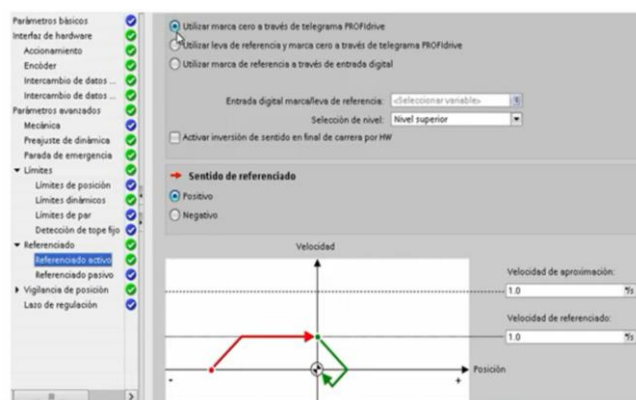 Parámetros básicos
Interfaz de hardware
Accionamiento
Encóder
Intercambio de datos ...
Intercambio de datos ...
Parámetros avanzados
Mecánica
Preajuste de dinámica
Parada de emergencia
Límites
Límites de posición
Límites dinámicos
Límites de par
Detección de tope fijo
Referenciado
Referenciado activo
Referenciado pasivo
Vigilancia de posición
Lazo de regulación
Utilizar marca cero a través de telegrama PROFIdrive
Utilizar leva de referencia y marca cero a través de telegrama PROFIdrive
Utilizar marca de referencia a través de entrada digital
Entrada digital marca/leva de referencia: <Seleccionar variable>
Selección de nivel: Nivel superior
Activar inversión de sentido en final de carrera por HW
Sentido de referenciado
Positivo
Negativo
Velocidad
Velocidad de aproximación:
1.0 °/s
Velocidad de referenciado:
1.0 °/s
Posición
- +